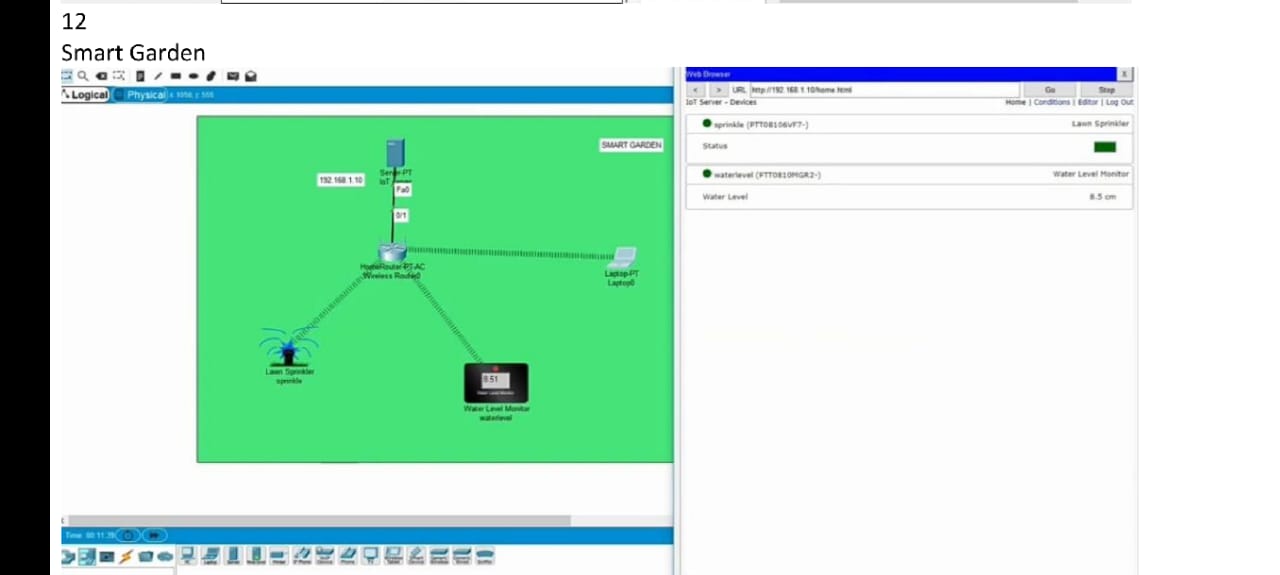 12
Smart Garden
Logical
Physical
SMART GARDEN
Server-PT
192.168.1.10
Fa0
0/1
HomeRouter-PT-AC
Wireless Router0
Laptop-PT
Laptop0
Lawn Sprinkler
sprinkle
8.51
Water Level Monitor
waterlevel
Time: 00:11:39
Web Browser
X
< > URL http://192.168.1.10/home.html Go Stop
IoT Server - Devices Home | Conditions | Editor | Log Out
sprinkle (PTT08106VF7-) Lawn Sprinkler
Status
waterlevel (PTT0810MGR2-) Water Level Monitor
Water Level 8.5 cm